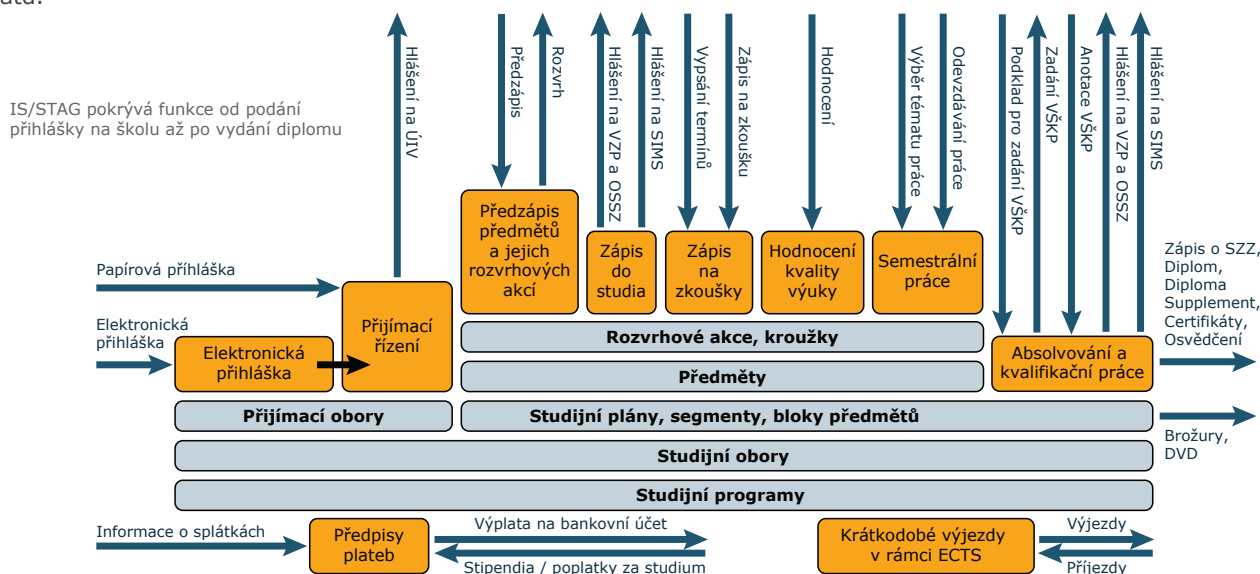 IS/STAG pokrývá funkce od podání
přihlášky na školu až po vydání diplomu
Hlášení na ÚIV
Předzápis
Rozvrh
Hlášení na VZP a OSSZ
Hlášení na SIMS
Vypsání termínů
Zápis na zkoušku
Hodnocení
Výběr tématu práce
Odevzdávání práce
Podklad pro zadání VŠKP
Zadání VŠKP
Anotace VŠKP
Hlášení na VZP a OSSZ
Hlášení na SIMS
Předzápis
předmětů
a jejich
rozvrhových
akcí
Zápis
do
studia
Zápis
na
zkoušky
Hodnocení
kvality
výuky
Semestrální
práce
Papírová příhláška
Elektronická
přihláška
Elektronická
přihláška
Přijímací
řízení
Absolvování a
kvalifikační práce
Zápis o SZZ,
Diplom,
Diploma
Supplement,
Certifikáty,
Osvědčení
Rozvrhové akce, kroužky
Předměty
Přijímací obory
Studijní plány, segmenty, bloky předmětů
Brožury,
DVD
Studijní obory
Studijní programy
Informace o splátkách
Předpisy
plateb
Výplata na bankovní účet
Stipendia / poplatky za studium
Krátkodobé výjezdy
v rámci ECTS
Výjezdy
Příjezdy